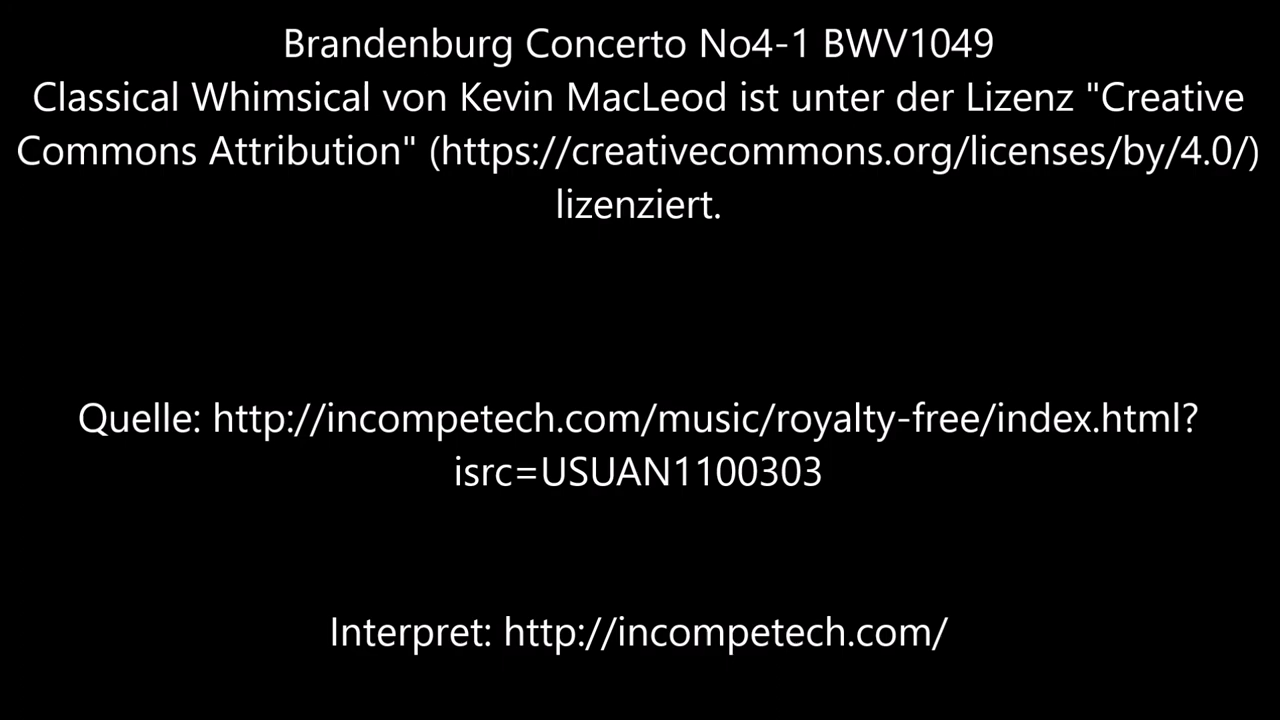 Brandenburg Concerto No4-1 BWV1049
Classical Whimsical von Kevin MacLeod ist unter der Lizenz "Creative
Commons Attribution" (https://creativecommons.org/licenses/by/4.0/)
lizenziert.
Quelle: http://incompetech.com/music/royalty-free/index.html?
isrc=USUAN1100303
Interpret: http://incompetech.com/